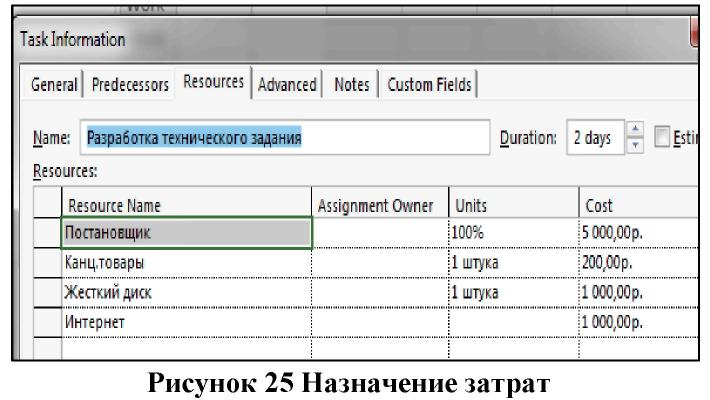 Work
Task Information
General Predecessors Resources Advanced Notes Custom Fields
Name: Разработка технического задания Duration: 2 days
Resources:
Resource Name Assignment Owner Units Cost
Постановщик 100% 5 000,00р.
Канц.товары 1 штука 200,00р.
Жесткий диск 1 штука 1 000,00р.
Интернет 1 000,00р.
Рисунок 25 Назначение затрат